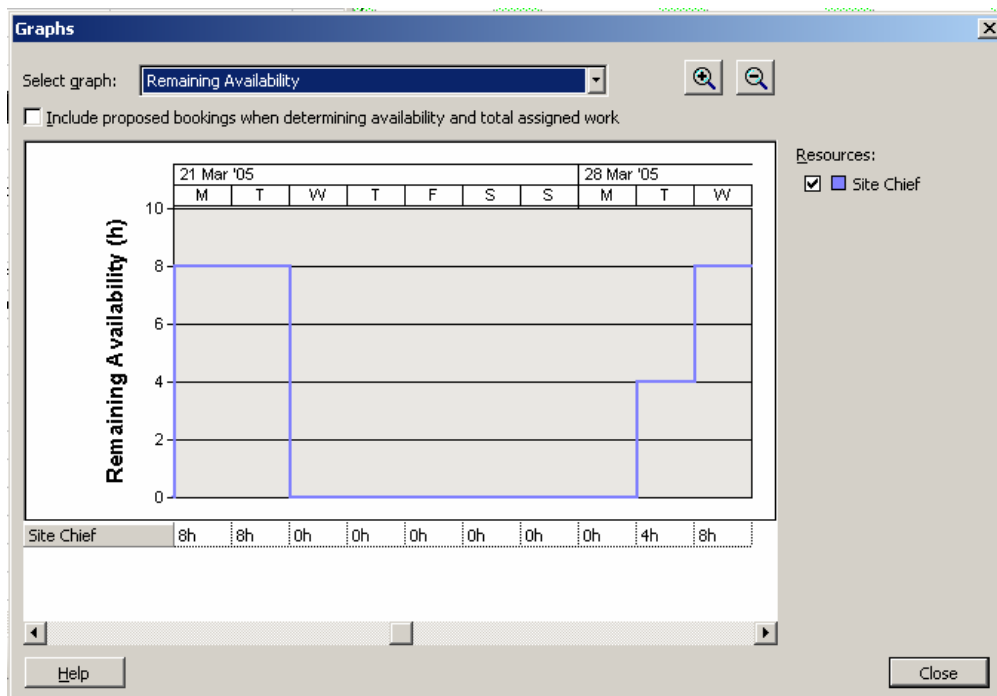 Graphs
Select graph: Remaining Availability
Include proposed bookings when determining availability and total assigned work
Resources:
Site Chief
21 Mar '05 28 Mar '05
M T W T F S S M T W
Remaining Availability (h)
10
8
6
4
2
0
Site Chief 8h 8h 0h 0h 0h 0h 0h 0h 4h 8h
Help Close